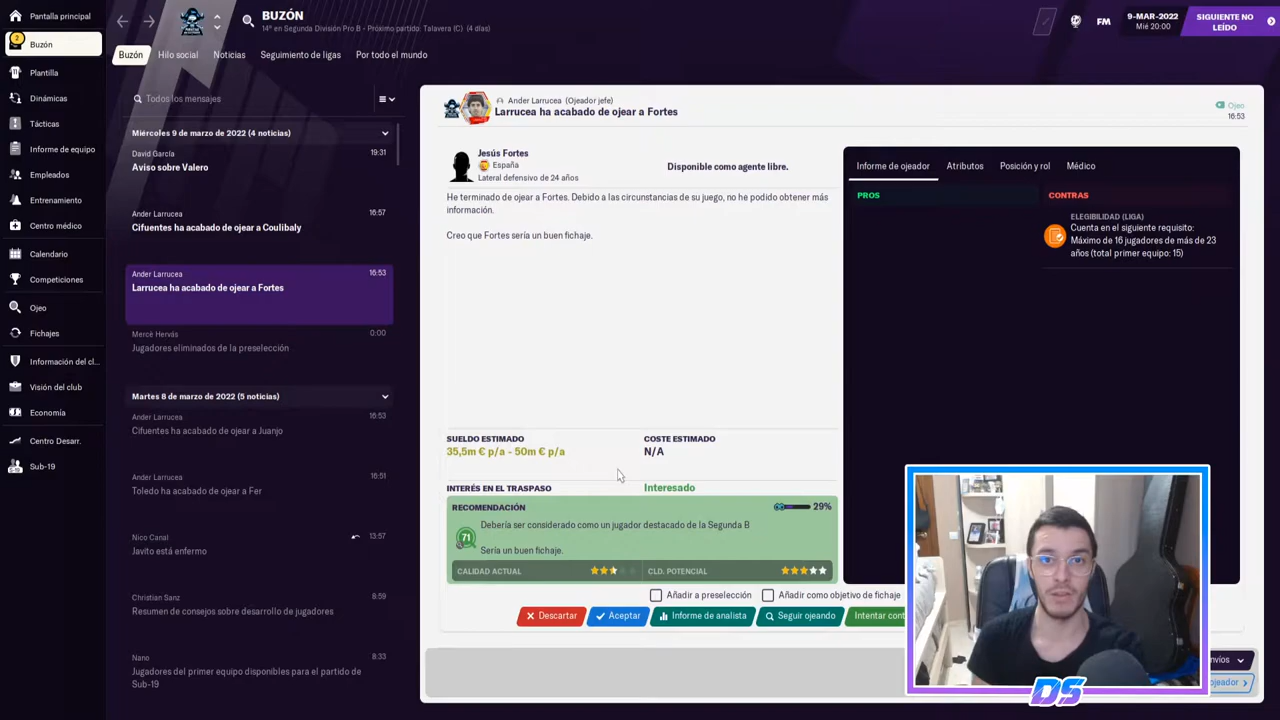 Pantalla principal
2
Buzón
Plantilla
Dinámicas
Tácticas
Informe de equipo
Empleados
Entrenamiento
Centro médico
Calendario
Competiciones
Ojeo
Fichajes
Información del cl...
Visión del club
Economía
Centro Desarr.
Sub-19
BUZÓN
14º en Segunda División Pro B - Próximo partido: Talavera (C) (4 días)
FM
9-MAR-2022
Mié 20:00
SIGUIENTE NO
LEÍDO
Buzón
Hilo social
Noticias
Seguimiento de ligas
Por todo el mundo
Todos los mensajes
Miércoles 9 de marzo de 2022 (4 noticias)
David García
19:31
Aviso sobre Valero
Ander Larrucea
16:57
Cifuentes ha acabado de ojear a Coulibaly
Ander Larrucea
16:53
Larrucea ha acabado de ojear a Fortes
Mercè Hervás
0:00
Jugadores eliminados de la preselección
Martes 8 de marzo de 2022 (5 noticias)
Ander Larrucea
16:53
Cifuentes ha acabado de ojear a Juanjo
Ander Larrucea
16:51
Toledo ha acabado de ojear a Fer
Nico Canal
13:57
Javito está enfermo
Christian Sanz
8:59
Resumen de consejos sobre desarrollo de jugadores
Nano
8:33
Jugadores del primer equipo disponibles para el partido de
Sub-19
Ander Larrucea (Ojeador jefe)
Larrucea ha acabado de ojear a Fortes
Ojeo
16:53
Jesús Fortes
España
Lateral defensivo de 24 años
Disponible como agente libre.
He terminado de ojear a Fortes. Debido a las circunstancias de su juego, no he podido obtener más
información.
Creo que Fortes sería un buen fichaje.
SUELDO ESTIMADO
35,5m € p/a - 50m € p/a
COSTE ESTIMADO
N/A
INTERÉS EN EL TRASPASO
Interesado
RECOMENDACIÓN
29%
71
Debería ser considerado como un jugador destacado de la Segunda B
Sería un buen fichaje.
CALIDAD ACTUAL
CLD. POTENCIAL
Añadir a preselección
Añadir como objetivo de fichaje
Descartar
Aceptar
Informe de analista
Seguir ojeando
Intentar cont
Informe de ojeador
Atributos
Posición y rol
Médico
PROS
CONTRAS
ELEGIBILIDAD (LIGA)
Cuenta en el siguiente requisito:
Máximo de 16 jugadores de más de 23
años (total primer equipo: 15)
nvíos
ojeador
DS